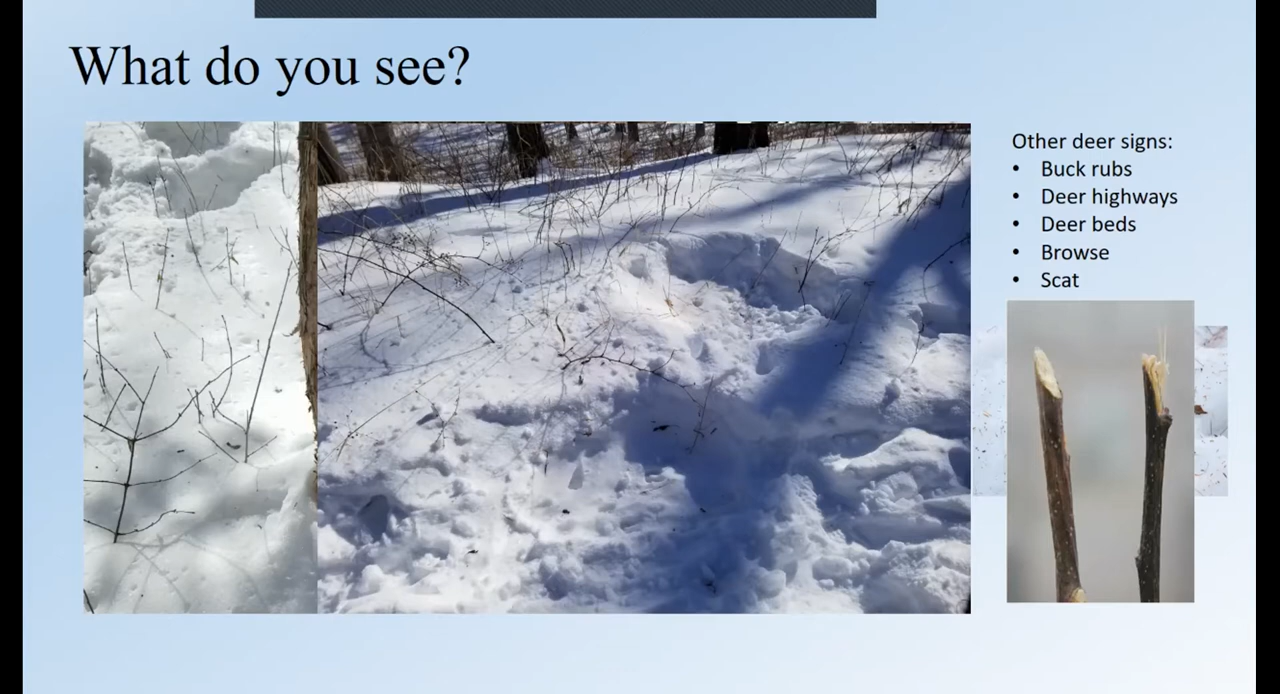 What do you see?
Other deer signs:
• Buck rubs
• Deer highways
• Deer beds
• Browse
• Scat